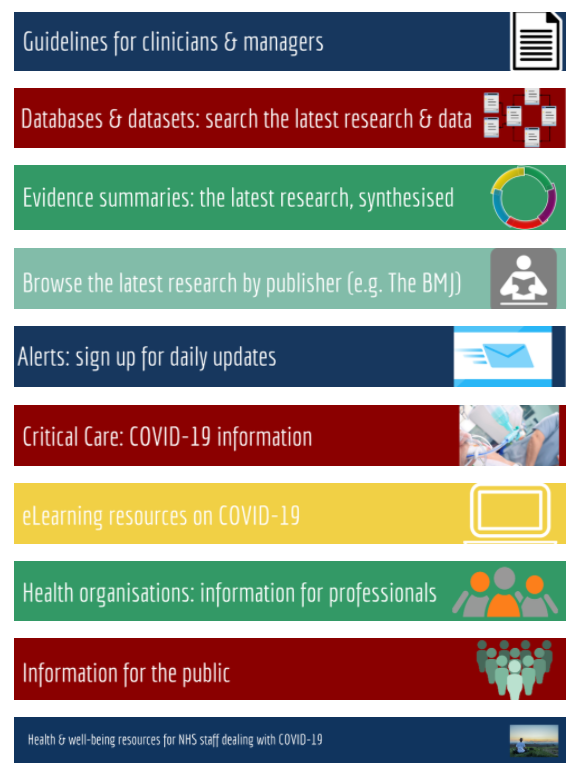 Guidelines for clinicians & managers
Databases & datasets: search the latest research & data
Evidence summaries: the latest research, synthesised
Browse the latest research by publisher (e.g. The BMJ)
Alerts: sign up for daily updates
Critical Care: COVID-19 information
eLearning resources on COVID-19
Health organisations: information for professionals
Information for the public
Health & well-being resources for NHS staff dealing with COVID-19